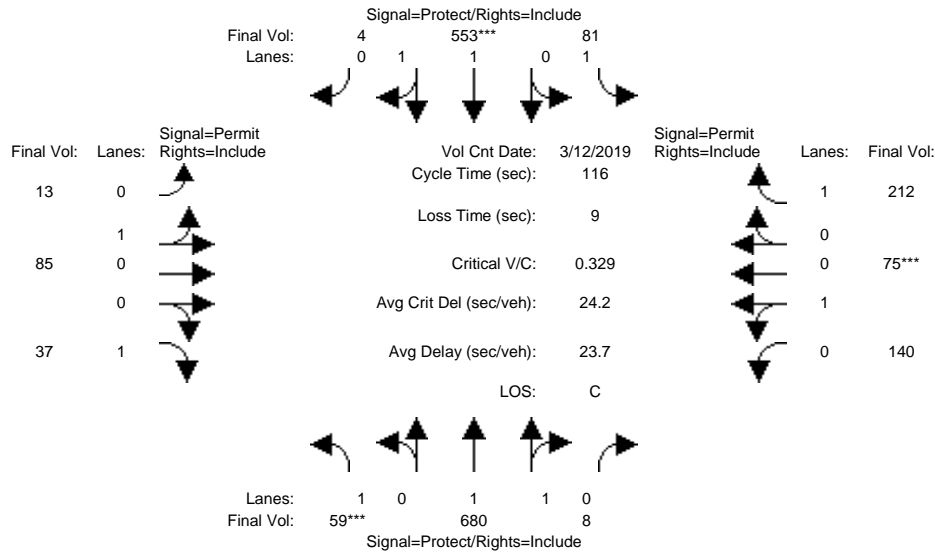 Signal=Protect/Rights=Include
Final Vol: 4 553*** 81
Lanes: 0 1 1 0 1
Signal=Permit Signal=Permit
Final Vol: Lanes: Rights=Include Vol Cnt Date: 3/12/2019 Rights=Include Lanes: Final Vol:
Cycle Time (sec): 116
13 0 1 212
Loss Time (sec): 9
1 0
85 0 Critical V/C: 0.329 0 75***
0 Avg Crit Del (sec/veh): 24.2 1
37 1 Avg Delay (sec/veh): 23.7 0 140
LOS: C
Lanes: 1 0 1 1 0
Final Vol: 59*** 680 8
Signal=Protect/Rights=Include